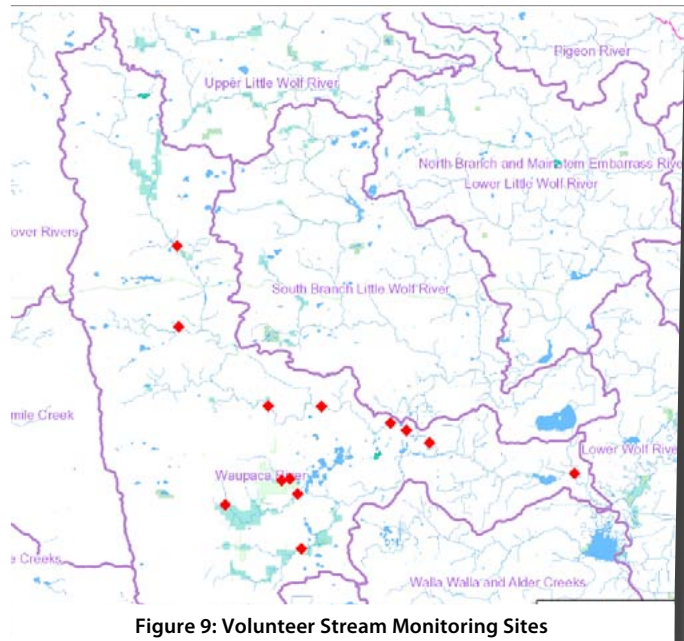 Pigeon River
Upper Little Wolf River
North Branch and Mainstem Embarrass Rive
Lower Little Wolf River
over Rivers
South Branch Little Wolf River
mile Creek
Lower Wolf Rive
Waupaca River
e Creeks
Walla Walla and Alder Creeks
Figure 9: Volunteer Stream Monitoring Sites